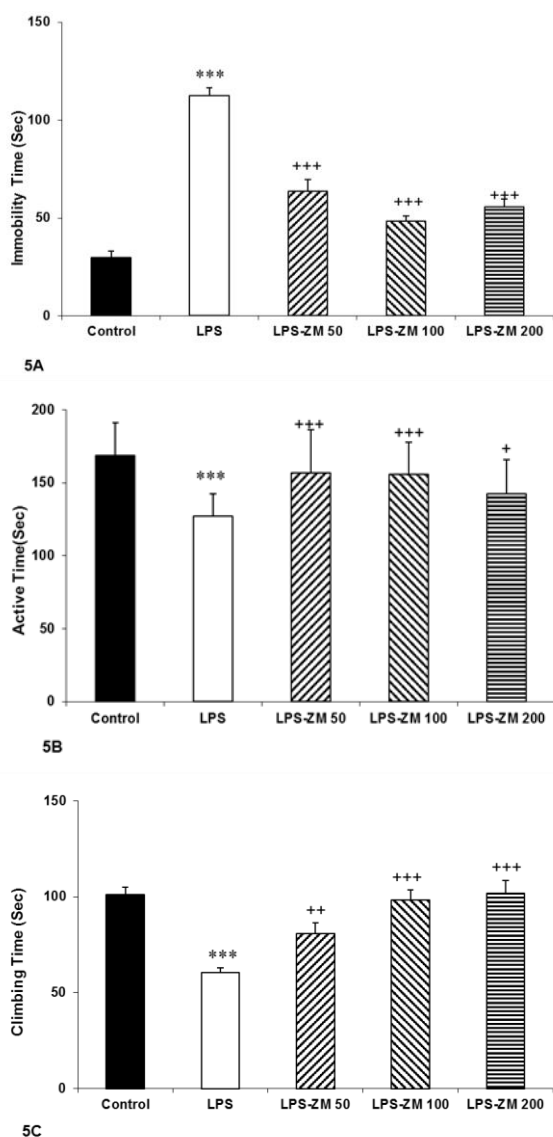 150
***
100
+++
+++
+++
50
0
Immobility Time (Sec)
Control LPS LPS-ZM 50 LPS-ZM 100 LPS-ZM 200
5A
200
+++
+++
+
***
150
100
50
0
Active Time(Sec)
Control LPS LPS-ZM 50 LPS-ZM 100 LPS-ZM 200
5B
150
+++
+++
++
***
100
50
0
Climbing Time (Sec)
Control LPS LPS-ZM 50 LPS-ZM 100 LPS-ZM 200
5C